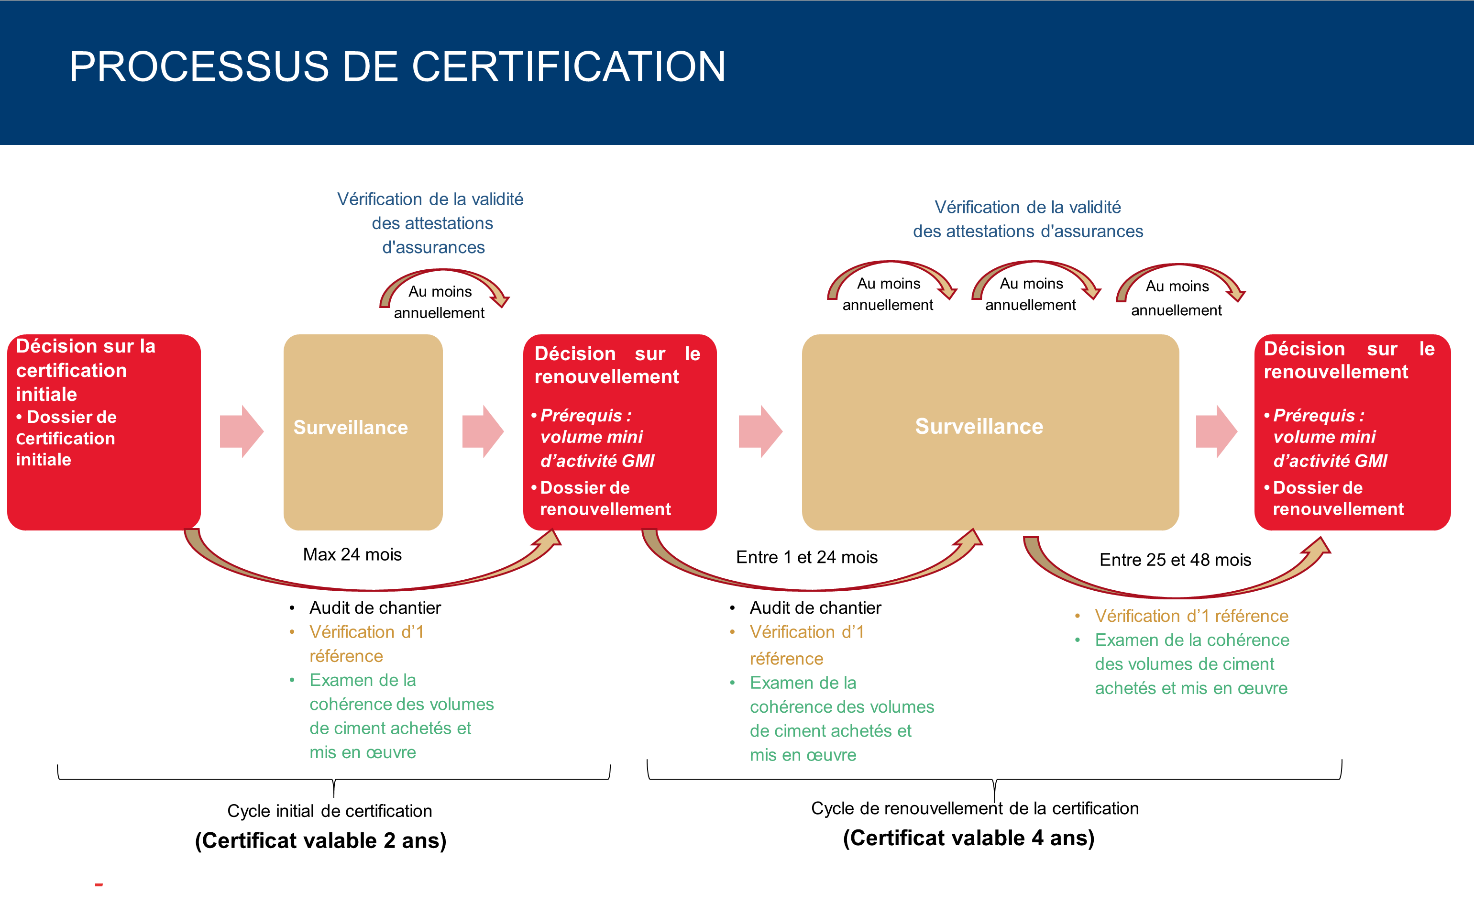 PROCESSUS DE CERTIFICATION
Vérification de la validité
des attestations
d'assurances
Au moins
annuellement
Vérification de la validité
des attestations d'assurances
Au moins
annuellement
Au moins
annuellement
Au moins
annuellement
Décision sur la
certification
initiale
• Dossier de
Certification
initiale
Surveillance
Décision sur le
renouvellement
• Prérequis :
volume mini
d’activité GMI
• Dossier de
renouvellement
Surveillance
Décision sur le
renouvellement
• Prérequis :
volume mini
d’activité GMI
• Dossier de
renouvellement
Max 24 mois
• Audit de chantier
• Vérification d’1
référence
• Examen de la
cohérence des volumes
de ciment achetés et
mis en œuvre
Entre 1 et 24 mois
• Audit de chantier
• Vérification d’1
référence
• Examen de la
cohérence des volumes
de ciment achetés et
mis en œuvre
Entre 25 et 48 mois
• Vérification d’1 référence
• Examen de la cohérence
des volumes de ciment
achetés et mis en œuvre
Cycle initial de certification
(Certificat valable 2 ans)
Cycle de renouvellement de la certification
(Certificat valable 4 ans)
-